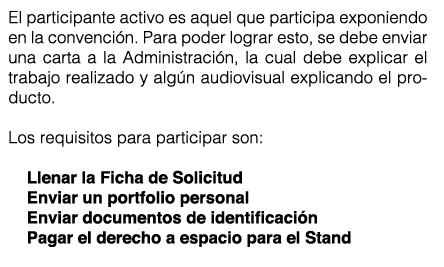 El participante activo es aquel que participa exponiendo
en la convención. Para poder lograr esto, se debe enviar
una carta a la Administración, la cual debe explicar el
trabajo realizado y algún audiovisual explicando el pro-
ducto.
Los requisitos para participar son:
Llenar la Ficha de Solicitud
Enviar un portfolio personal
Enviar documentos de identificación
Pagar el derecho a espacio para el Stand